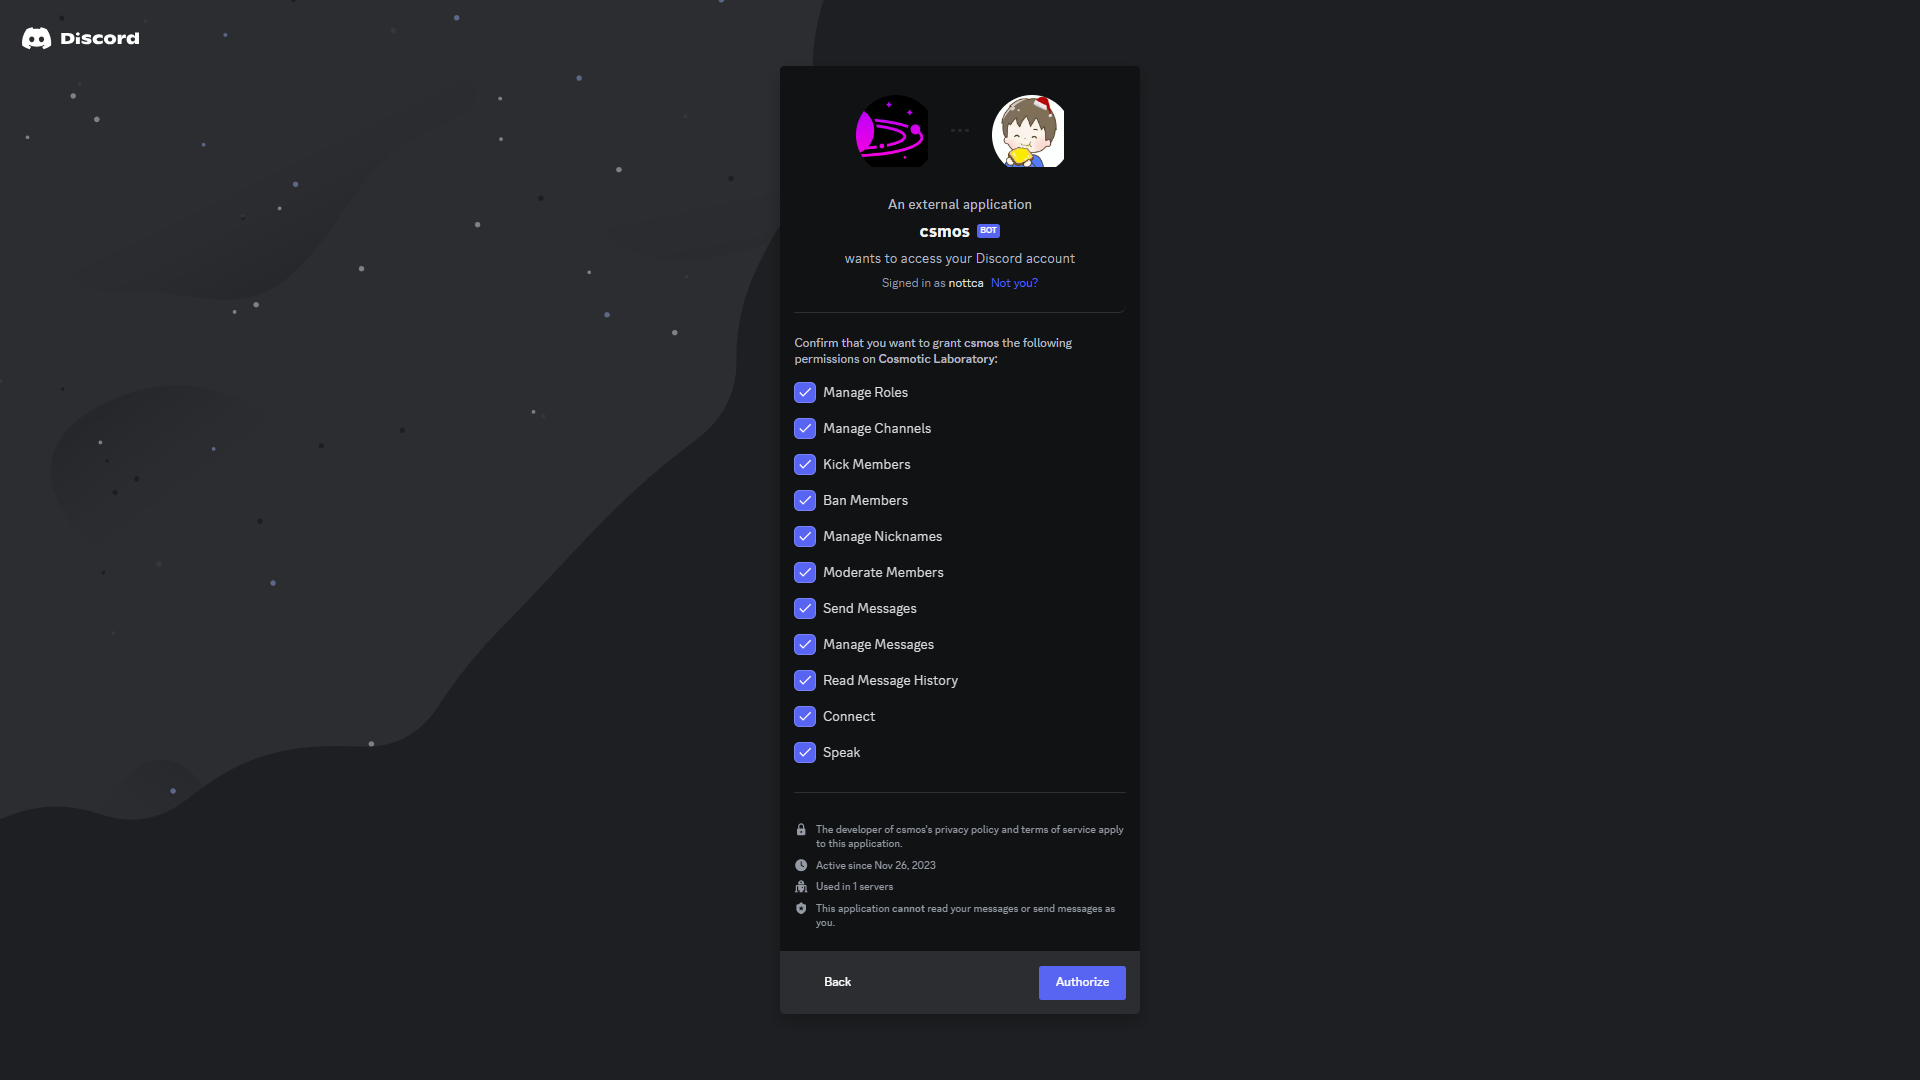 Discord
An external application
csmos BOT
wants to access your Discord account
Signed in as nottca Not you?
Confirm that you want to grant csmos the following
permissions on Cosmotic Laboratory:
Manage Roles
Manage Channels
Kick Members
Ban Members
Manage Nicknames
Moderate Members
Send Messages
Manage Messages
Read Message History
Connect
Speak
The developer of csmos's privacy policy and terms of service apply
to this application.
Active since Nov 26, 2023
Used in 1 servers
This application cannot read your messages or send messages as
you.
Back Authorize